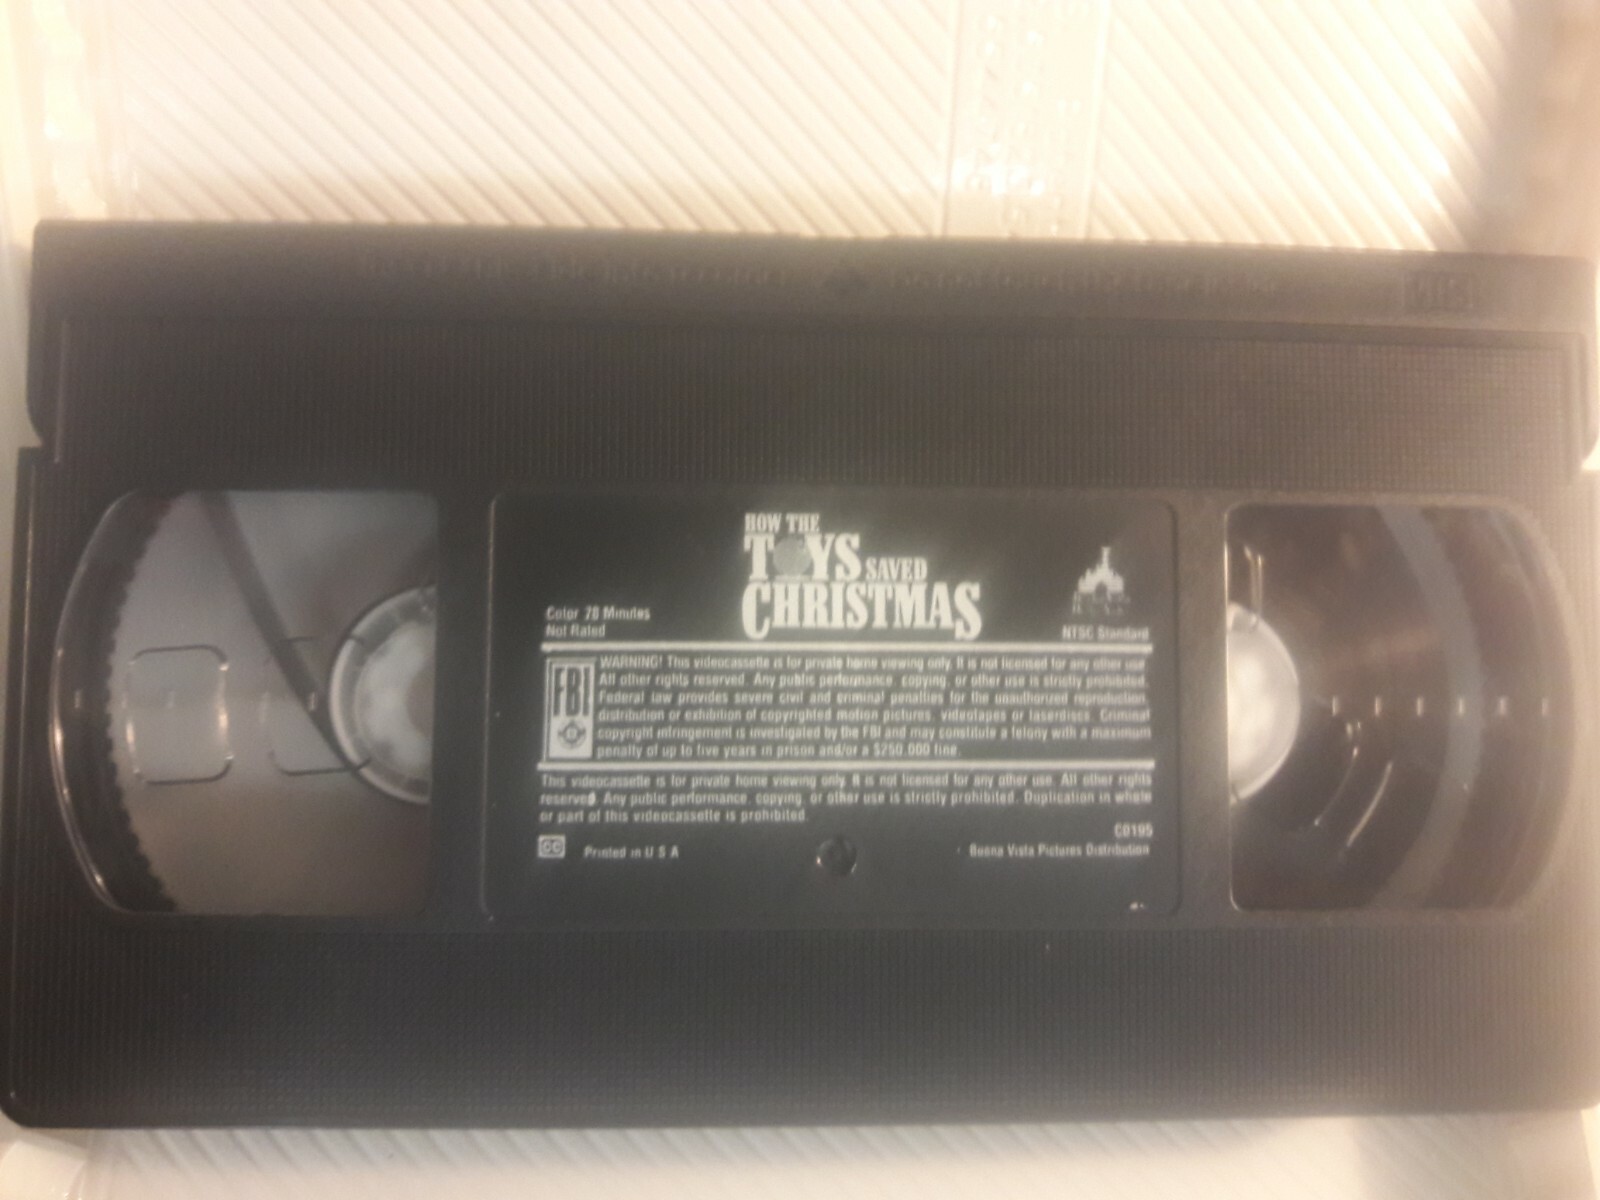 VHS
HOW THE
TOYS SAVED
CHRISTMAS
Color 78 Minutes
Not Rated
NTSC Standard
FBI
WARNING! This videocassette is for private home viewing only. It is not licensed for any other use.
All other rights reserved. Any public performance, copying, or other use is strictly prohibited.
Federal law provides severe civil and criminal penalties for the unauthorized reproduction,
distribution or exhibition of copyrighted motion pictures, videotapes or laserdiscs. Criminal
copyright infringement is investigated by the FBI and may constitute a felony with a maximum
penalty of up to five years in prison and/or a $250,000 fine.
This videocassette is for private home viewing only. It is not licensed for any other use. All other rights
reserved. Any public performance, copying, or other use is strictly prohibited. Duplication in whole
or part of this videocassette is prohibited.
CC Printed in U S A
C0195
Buena Vista Pictures Distribution